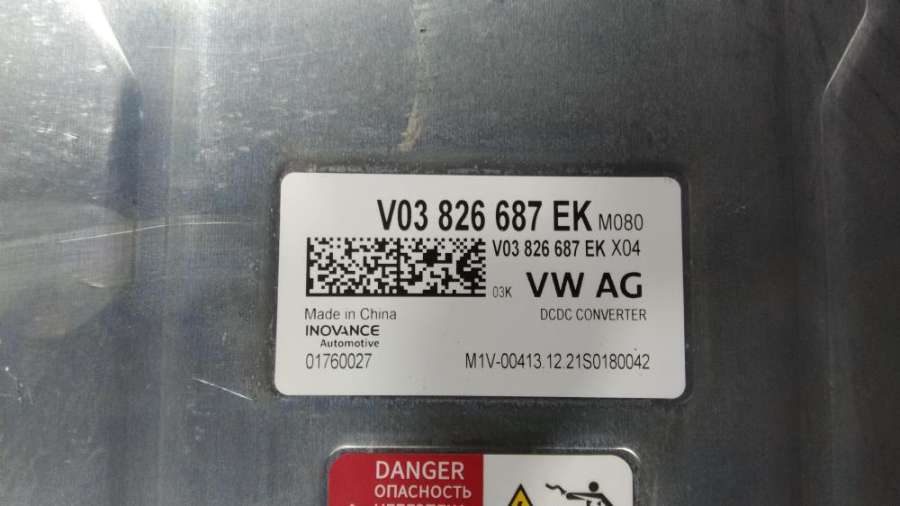 V03 826 687 EK M080
V03 826 687 EK X04
03K VW AG
Made in China
DCDC CONVERTER
INOVANCE
Automotive
01760027
M1V-00413.12.21S0180042
DANGER
ОПАСНОСТЬ